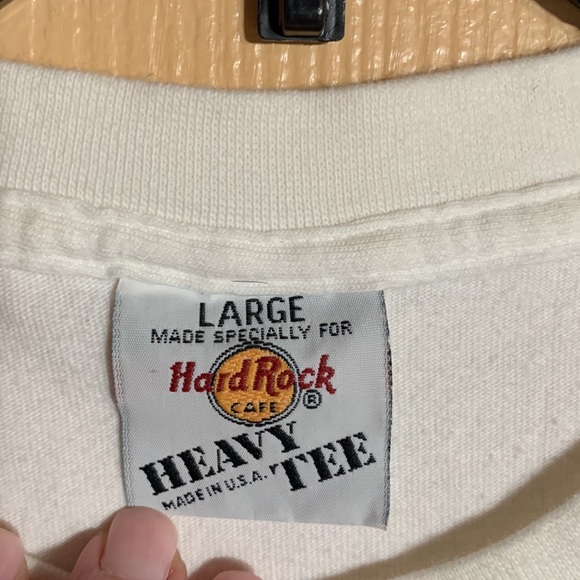 LARGE
MADE SPECIALLY FOR
Hard Rock
CAFE ®
HEAVY
TEE
MADE IN U.S.A.